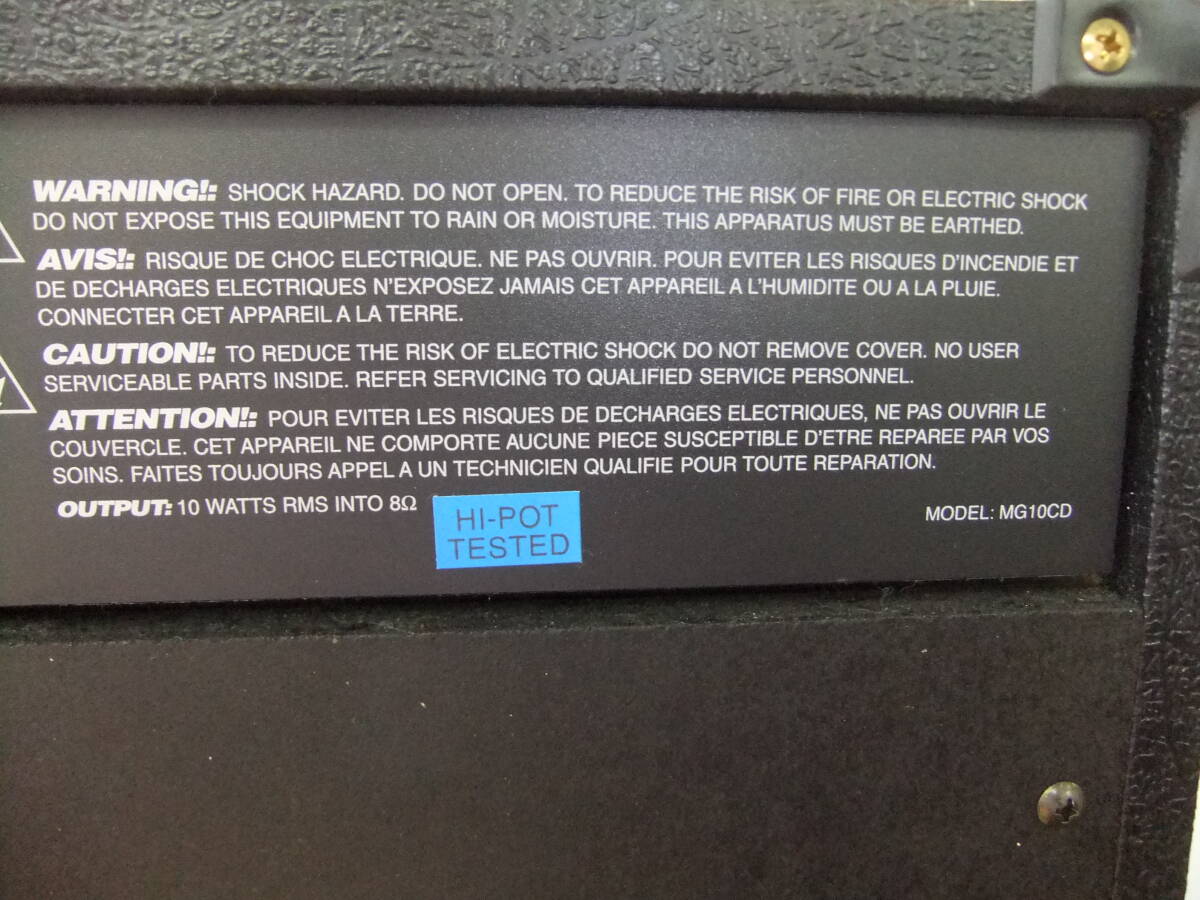 WARNING!: SHOCK HAZARD. DO NOT OPEN. TO REDUCE THE RISK OF FIRE OR ELECTRIC SHOCK
DO NOT EXPOSE THIS EQUIPMENT TO RAIN OR MOISTURE. THIS APPARATUS MUST BE EARTHED.
AVIS!: RISQUE DE CHOC ELECTRIQUE. NE PAS OUVRIR. POUR EVITER LES RISQUES D'INCENDIE ET
DE DECHARGES ELECTRIQUES N'EXPOSEZ JAMAIS CET APPAREIL A L'HUMIDITE OU A LA PLUIE.
CONNECTER CET APPAREIL A LA TERRE.
CAUTION!: TO REDUCE THE RISK OF ELECTRIC SHOCK DO NOT REMOVE COVER. NO USER
SERVICEABLE PARTS INSIDE. REFER SERVICING TO QUALIFIED SERVICE PERSONNEL.
ATTENTION!: POUR EVITER LES RISQUES DE DECHARGES ELECTRIQUES, NE PAS OUVRIR LE
COUVERCLE. CET APPAREIL NE COMPORTE AUCUNE PIECE SUSCEPTIBLE D'ETRE REPAREE PAR VOS
SOINS. FAITES TOUJOURS APPEL A UN TECHNICIEN QUALIFIE POUR TOUTE REPARATION.
OUTPUT: 10 WATTS RMS INTO 8Ω
HI-POT
TESTED
MODEL: MG10CD